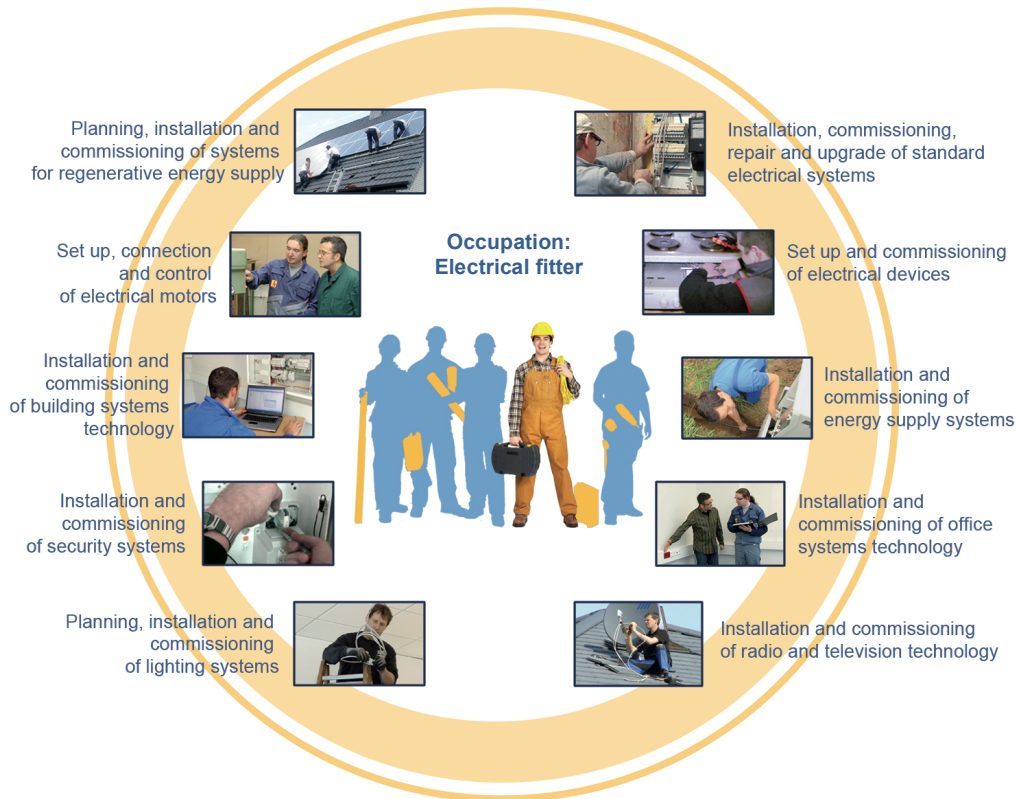 Planning, installation and
commissioning of systems
for regenerative energy supply
Installation, commissioning,
repair and upgrade of standard
electrical systems
Occupation:
Electrical fitter
Set up, connection
and control
of electrical motors
Set up and commissioning
of electrical devices
Installation and
commissioning
of building systems
technology
Installation and
commissioning of
energy supply systems
Installation and
commissioning
of security systems
Installation and
commissioning of office
systems technology
Planning, installation and
commissioning
of lighting systems
Installation and commissioning
of radio and television technology